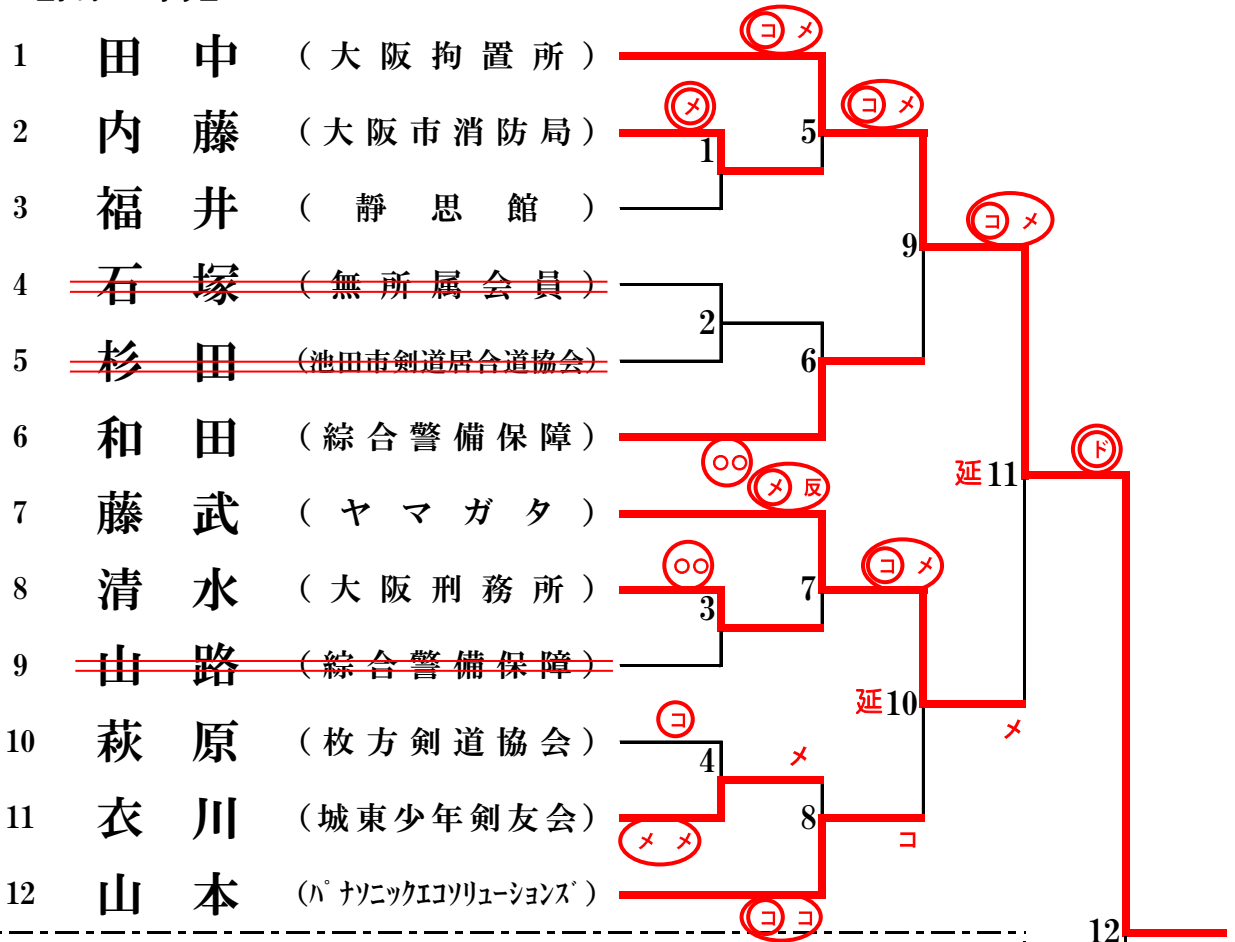 1 田中 (大阪拘置所)
2 内藤 (大阪市消防局)
3 福井 (靜思館)
4 石塚 (無所属会員)
5 杉田 (池田市剣道居合道協会)
6 和田 (綜合警備保障)
7 藤武 (ヤマガタ)
8 清水 (大阪刑務所)
9 山路 (綜合警備保障)
10 萩原 (枚方剣道協会)
11 衣川 (城東少年剣友会)
12 山本 (パナソニックエコソリューションズ)
コ メ
メ
1
5
コ メ
2
6
9
コ メ
○○
メ 反
○○
3
7
コ メ
コ
4
メ
メ メ
8
コ
コ コ
延10
メ
延11
ド
12